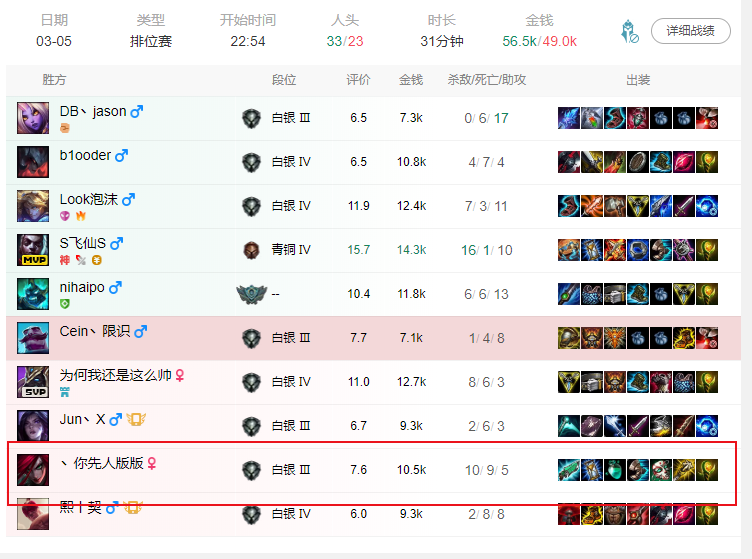 日期 类型 开始时间 人头 时长 金钱
03-05 排位赛 22:54 33/23 31分钟 56.5k/49.0k 详细战绩
胜方 段位 评价 金钱 杀敌/死亡/助攻 出装
DB丶jason 白银 III 6.5 7.3k 0/ 6/ 17
b1ooder 白银 IV 6.5 10.8k 4/ 7/ 4
Look泡沫 白银 IV 11.9 12.4k 7/ 3/ 11
S飞仙S 青铜 IV 15.7 14.3k 16/ 1/ 10
MVP
神
nihaipo -- 10.4 11.8k 6/ 6/ 13
Cein丶限识 白银 III 7.7 7.1k 1/ 4/ 8
为何我还是这么帅 白银 IV 11.0 12.7k 8/ 6/ 3
SVP
Jun丶X 白银 III 6.7 9.3k 2/ 6/ 3
丶你先人版版 白银 III 7.6 10.5k 10/ 9/ 5
熙丨契 白银 IV 6.0 9.3k 2/ 8/ 8